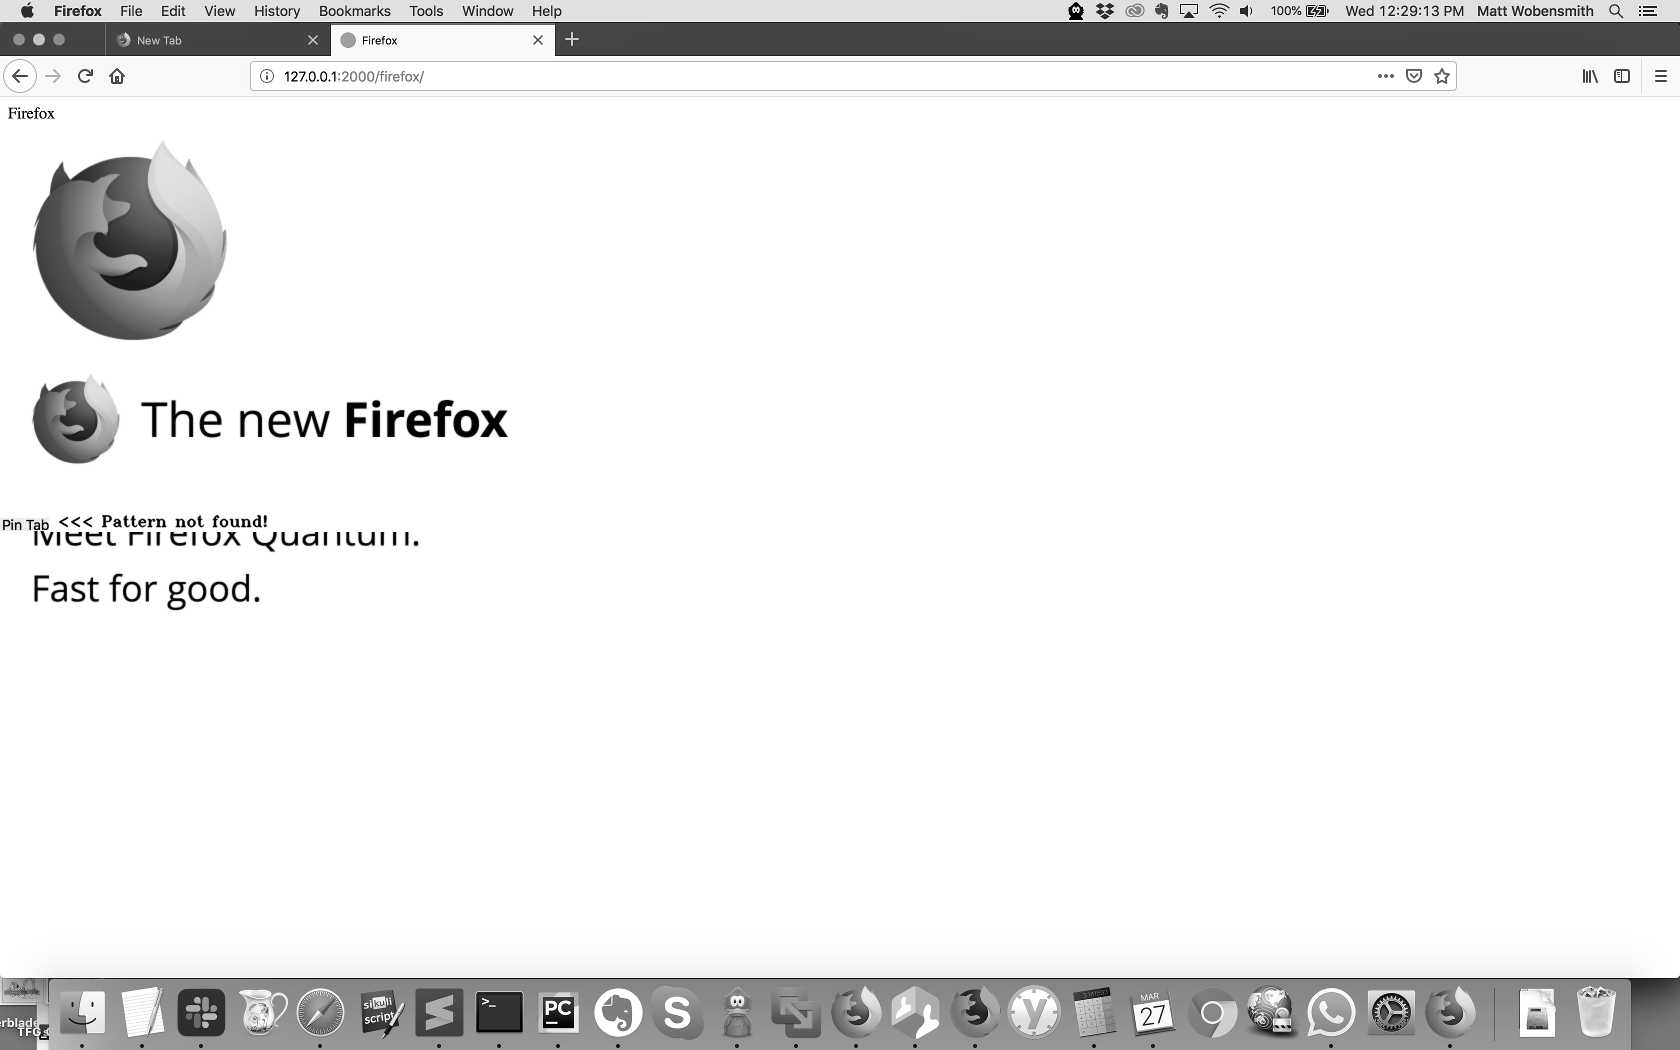 Firefox File Edit View History Bookmarks Tools Window Help 100% Wed 12:29:13 PM Matt Wobensmith
New Tab Firefox
127.0.0.1:2000/firefox/
Firefox
The new Firefox
Pin Tab <<< Pattern not found!
Meet Firefox Quantum.
Fast for good.
sikuli
script
S
>_
PC
S
MAR
27
erblade
TFG